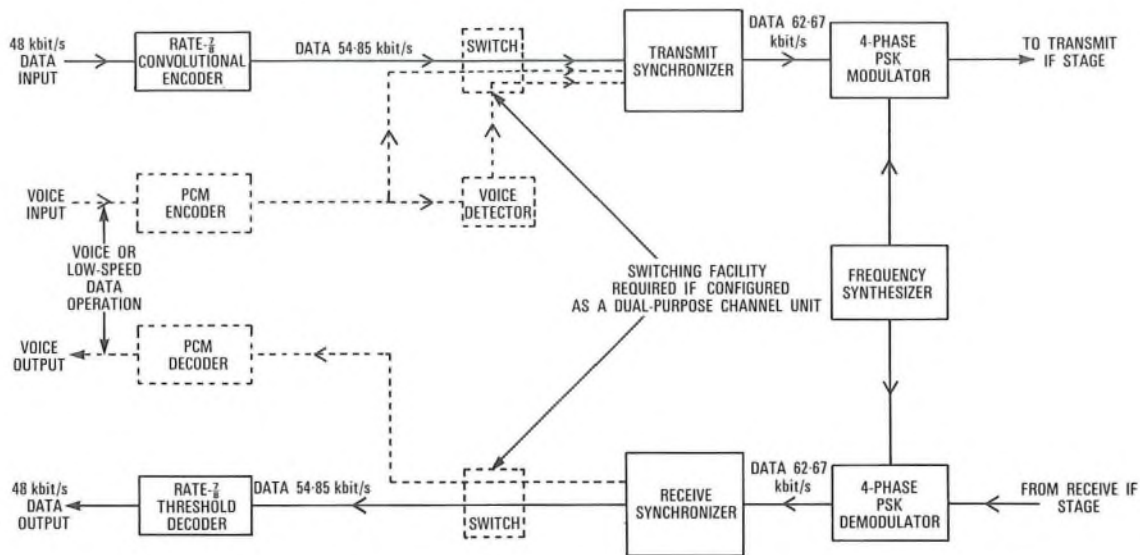 48 kbit/s
DATA
INPUT
RATE-7/8
CONVOLUTIONAL
ENCODER
DATA 54·85 kbit/s
SWITCH
TRANSMIT
SYNCHRONIZER
DATA 62·67
kbit/s
4-PHASE
PSK
MODULATOR
TO TRANSMIT
IF STAGE
VOICE
INPUT
PCM
ENCODER
VOICE
DETECTOR
VOICE OR
LOW-SPEED
DATA
OPERATION
SWITCHING FACILITY
REQUIRED IF CONFIGURED
AS A DUAL-PURPOSE CHANNEL UNIT
FREQUENCY
SYNTHESIZER
VOICE
OUTPUT
PCM
DECODER
48 kbit/s
DATA
OUTPUT
RATE-7/8
THRESHOLD
DECODER
DATA 54·85 kbit/s
SWITCH
RECEIVE
SYNCHRONIZER
DATA 62·67
kbit/s
4-PHASE
PSK
DEMODULATOR
FROM RECEIVE IF
STAGE